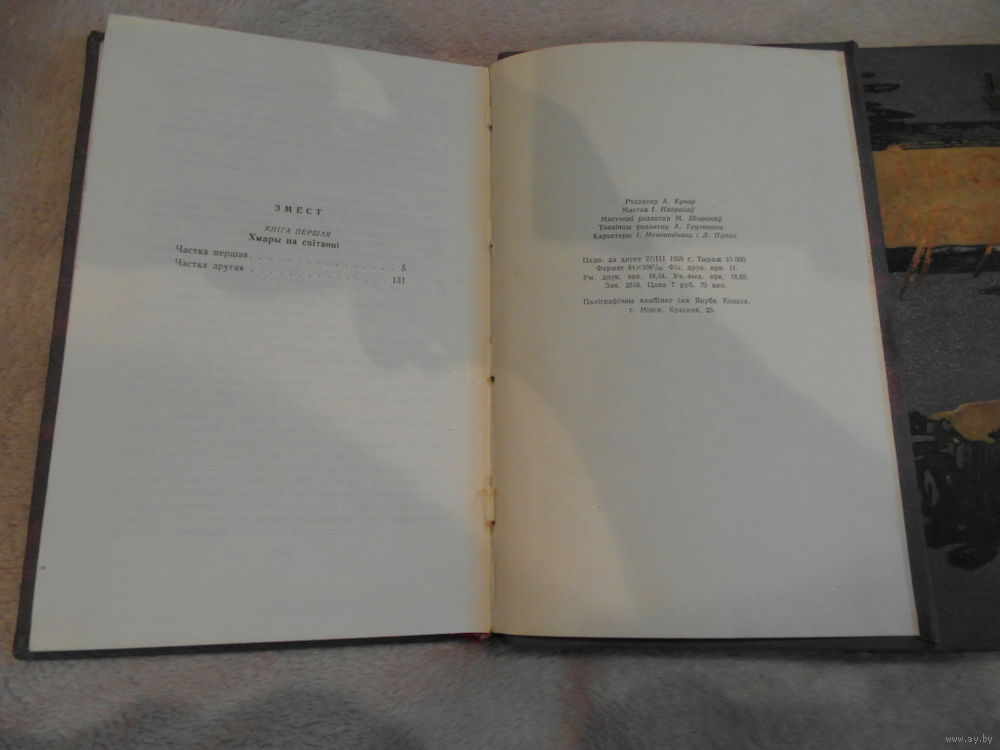 ЗМЕСТ
КНІГА ПЕРШАЯ
Хмары на світанні
Частка першая . . . . . . . . . . . . . . . . 5
Частка другая . . . . . . . . . . . . . . . . 131
Рэдактар А. Кучар
Мастак І. Някрасаў
Мастацкі рэдактар М. Шыракаў
Тэхнічны рэдактар А. Труханава
Карэктары І. Мешчанінава і Л. Пупко
Падп. да друку 27/III 1958 г. Тыраж 10 000.
Фармат 84×108¹/₃₂. Фіз. друк. арк. 11.
Ум. друк. арк. 18,04. Уч.-выд. арк. 18,63.
Зак. 3318. Цана 7 руб. 70 кап.
Паліграфічны камбінат імя Якуба Коласа,
г. Мінск, Красная, 23.
www.ay.by